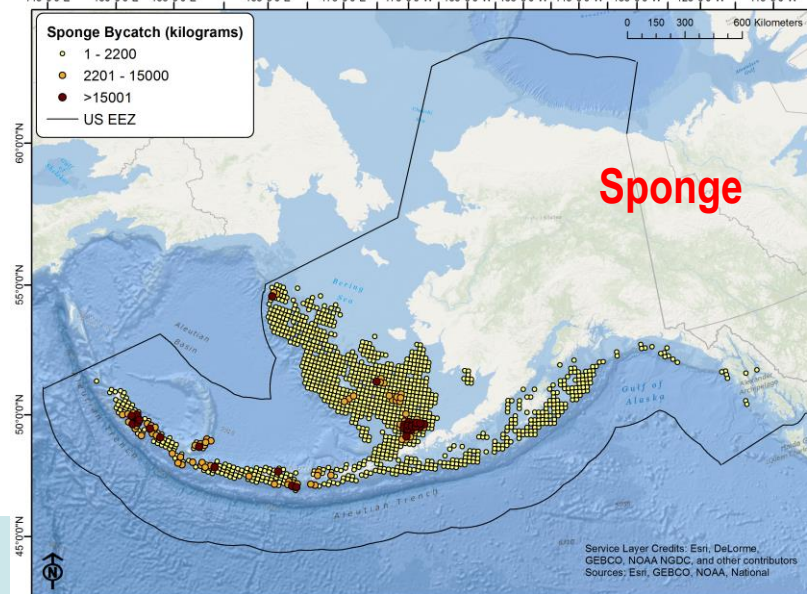 0 150 300 600 Kilometers
Sponge Bycatch (kilograms)
1 - 2200
2201 - 15000
>15001
US EEZ
60°0'0"N
Sponge
55°0'0"N
Bering
Sea
Aleutian
Basin
Gulf of
Alaska
50°0'0"N
Aleutian Trench
45°0'0"N
Service Layer Credits: Esri, DeLorme,
GEBCO, NOAA NGDC, and other contributors
Sources: Esri, GEBCO, NOAA, National